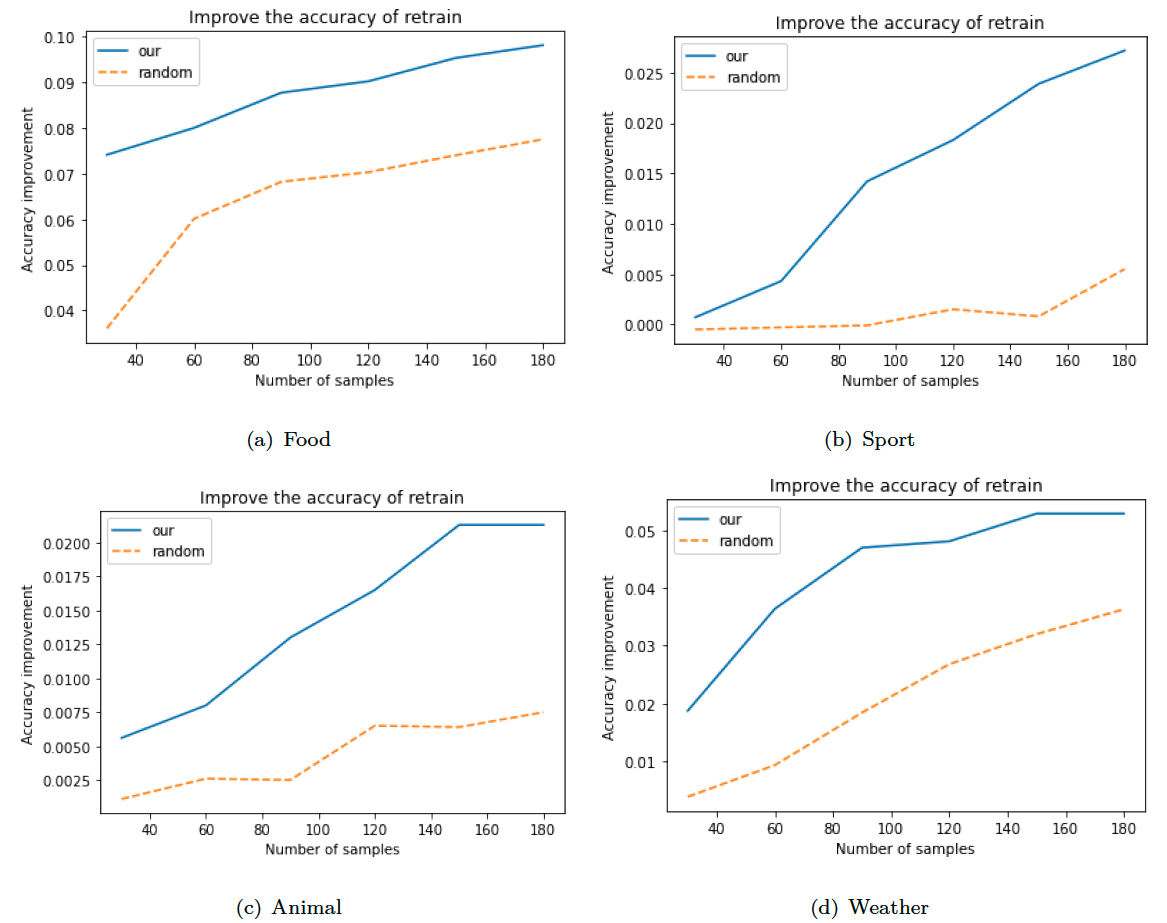 Improve the accuracy of retrain
our
random
0.10
0.09
0.08
0.07
0.06
0.05
0.04
Accuracy improvement
40 60 80 100 120 140 160 180
Number of samples
(a) Food
Improve the accuracy of retrain
our
random
0.025
0.020
0.015
0.010
0.005
0.000
Accuracy improvement
40 60 80 100 120 140 160 180
Number of samples
(b) Sport
Improve the accuracy of retrain
our
random
0.0200
0.0175
0.0150
0.0125
0.0100
0.0075
0.0050
0.0025
Accuracy improvement
40 60 80 100 120 140 160 180
Number of samples
(c) Animal
Improve the accuracy of retrain
our
random
0.05
0.04
0.03
0.02
0.01
Accuracy improvement
40 60 80 100 120 140 160 180
Number of samples
(d) Weather